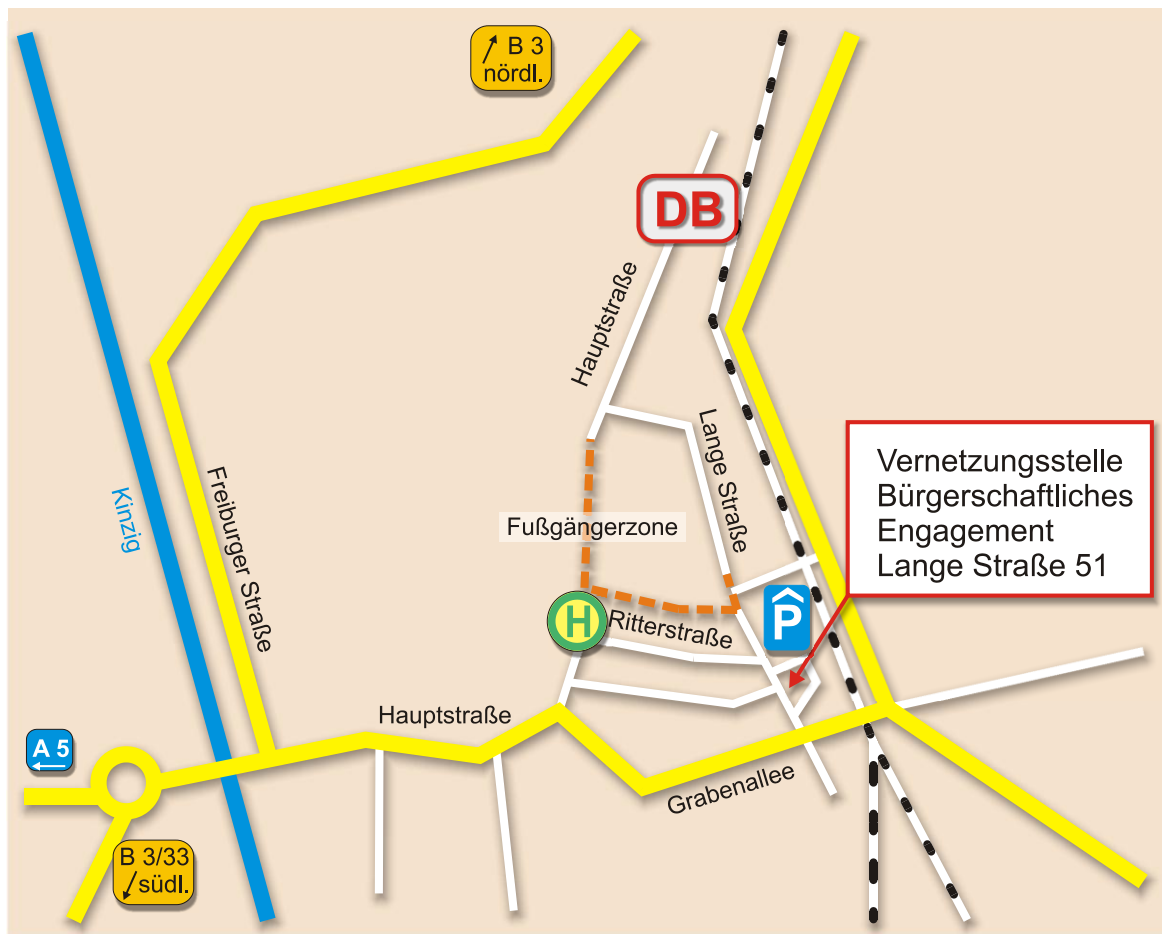 B 3
nördl.
DB
Hauptstraße
Lange Straße
Vernetzungsstelle
Bürgerschaftliches
Engagement
Lange Straße 51
Kinzig
Freiburger Straße
Fußgängerzone
H
Ritterstraße
P
Hauptstraße
A 5
Grabenallee
B 3/33
südl.